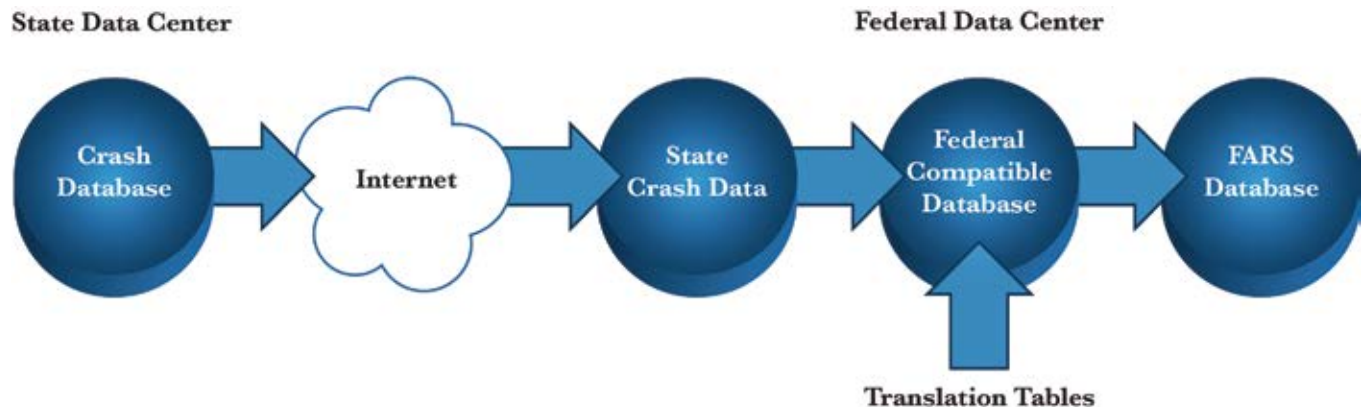 State Data Center
Federal Data Center
Crash
Database
Internet
State
Crash Data
Federal
Compatible
Database
FARS
Database
Translation Tables